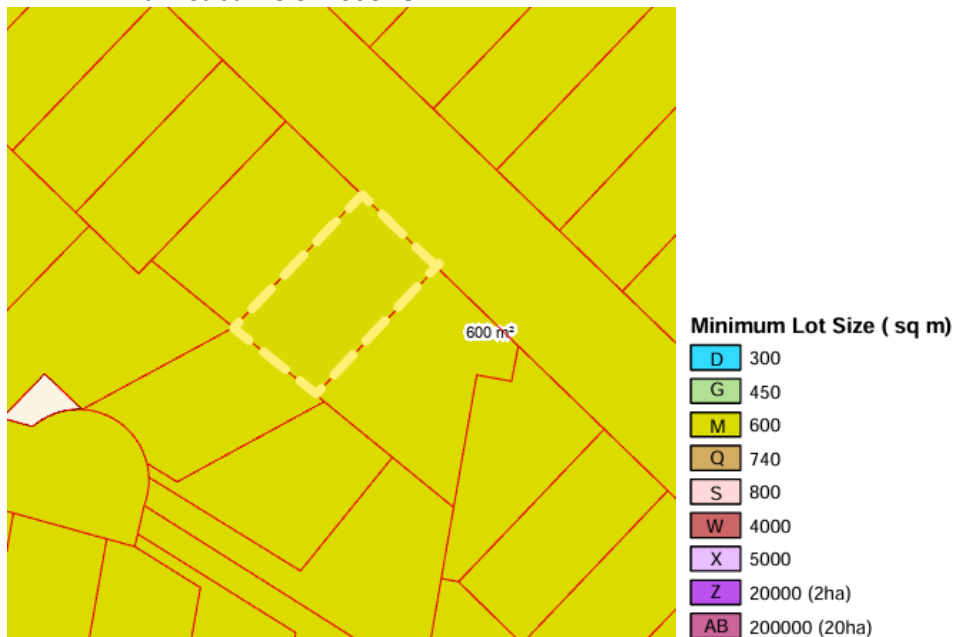 600 m²
Minimum Lot Size ( sq m)
D 300
G 450
M 600
Q 740
S 800
W 4000
X 5000
Z 20000 (2ha)
AB 200000 (20ha)